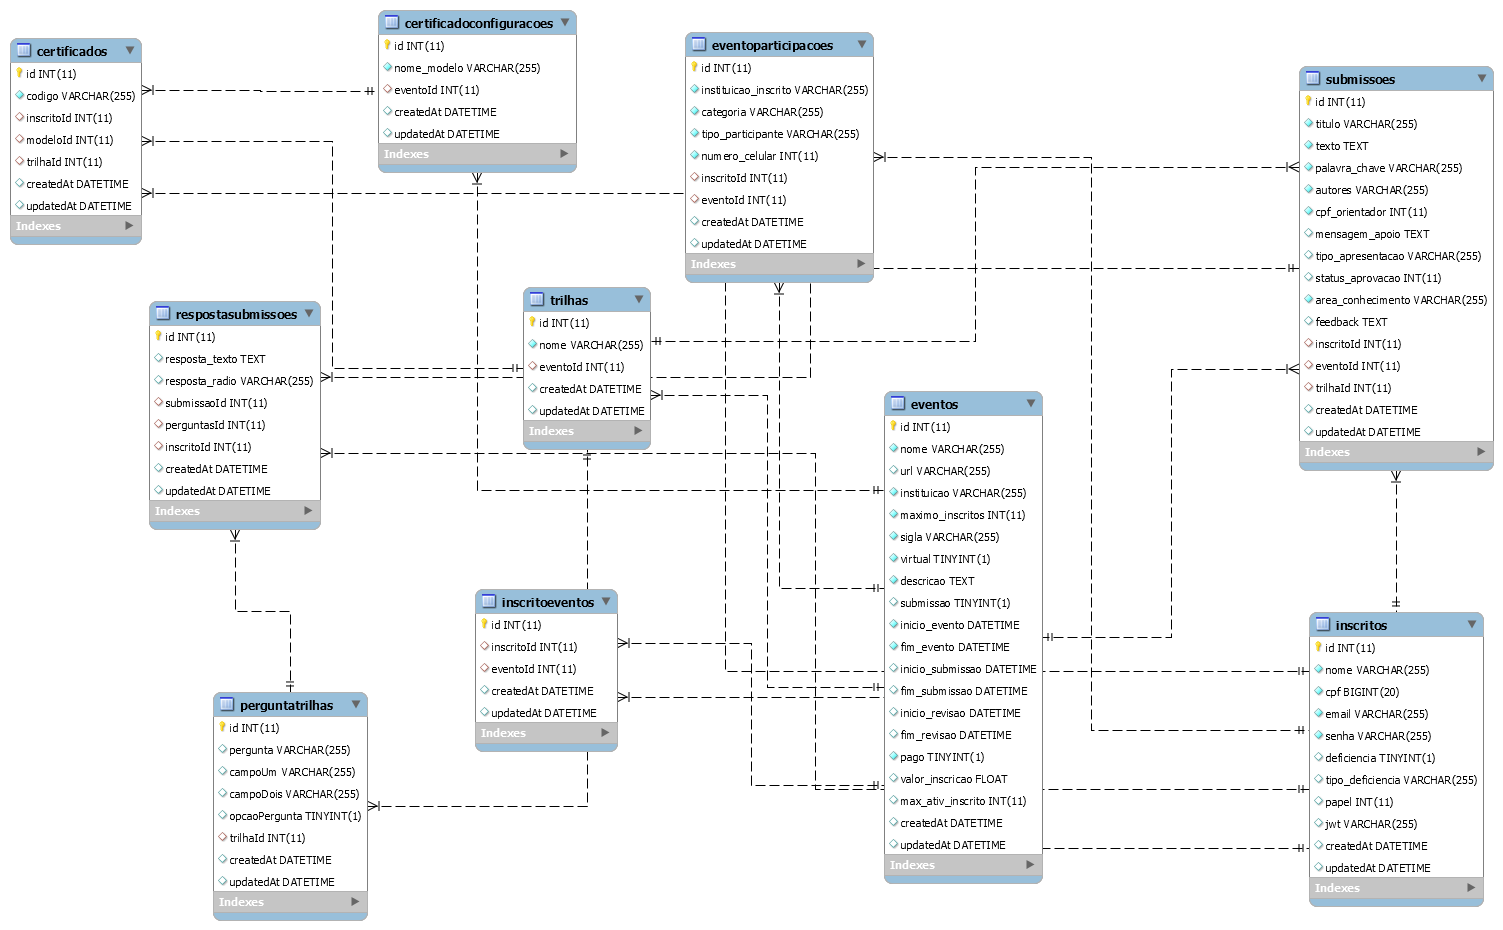 certificados
id INT(11)
codigo VARCHAR(255)
inscritoId INT(11)
modeloId INT(11)
trilhaId INT(11)
createdAt DATETIME
updatedAt DATETIME
Indexes
certificadoconfiguracoes
id INT(11)
nome_modelo VARCHAR(255)
eventoId INT(11)
createdAt DATETIME
updatedAt DATETIME
Indexes
eventoparticipacoes
id INT(11)
instituicao_inscrito VARCHAR(255)
categoria VARCHAR(255)
tipo_participante VARCHAR(255)
numero_celular INT(11)
inscritoId INT(11)
eventoId INT(11)
createdAt DATETIME
updatedAt DATETIME
Indexes
submissoes
id INT(11)
titulo VARCHAR(255)
texto TEXT
palavra_chave VARCHAR(255)
autores VARCHAR(255)
cpf_orientador INT(11)
mensagem_apoio TEXT
tipo_apresentacao VARCHAR(255)
status_aprovacao INT(11)
area_conhecimento VARCHAR(255)
feedback TEXT
inscritoId INT(11)
eventoId INT(11)
trilhaId INT(11)
createdAt DATETIME
updatedAt DATETIME
Indexes
respostasubmissoes
id INT(11)
resposta_texto TEXT
resposta_radio VARCHAR(255)
submissaoId INT(11)
perguntasId INT(11)
inscritoId INT(11)
createdAt DATETIME
updatedAt DATETIME
Indexes
trilhas
id INT(11)
nome VARCHAR(255)
eventoId INT(11)
createdAt DATETIME
updatedAt DATETIME
Indexes
eventos
id INT(11)
nome VARCHAR(255)
url VARCHAR(255)
instituicao VARCHAR(255)
maximo_inscritos INT(11)
sigla VARCHAR(255)
virtual TINYINT(1)
descricao TEXT
submissao TINYINT(1)
inicio_evento DATETIME
fim_evento DATETIME
inicio_submissao DATETIME
fim_submissao DATETIME
inicio_revisao DATETIME
fim_revisao DATETIME
pago TINYINT(1)
valor_inscricao FLOAT
max_ativ_inscrito INT(11)
createdAt DATETIME
updatedAt DATETIME
Indexes
inscritoeventos
id INT(11)
inscritoId INT(11)
eventoId INT(11)
createdAt DATETIME
updatedAt DATETIME
Indexes
inscritos
id INT(11)
nome VARCHAR(255)
cpf BIGINT(20)
email VARCHAR(255)
senha VARCHAR(255)
deficiencia TINYINT(1)
tipo_deficiencia VARCHAR(255)
papel INT(11)
jwt VARCHAR(255)
createdAt DATETIME
updatedAt DATETIME
Indexes
perguntatrilhas
id INT(11)
pergunta VARCHAR(255)
campoUm VARCHAR(255)
campoDois VARCHAR(255)
opcaoPergunta TINYINT(1)
trilhaId INT(11)
createdAt DATETIME
updatedAt DATETIME
Indexes